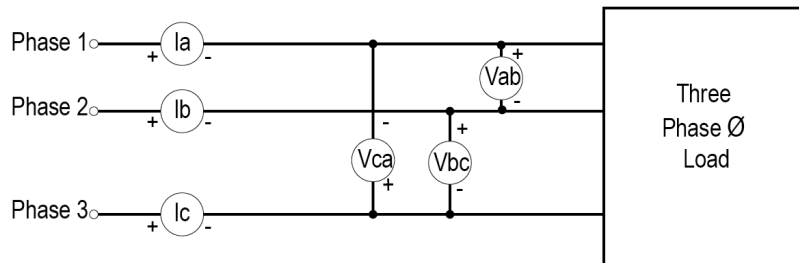 Phase 1
+ Ia -
Phase 2
+ Ib -
Phase 3
+ Ic -
- Vca +
+ Vbc -
+ Vab -
Three
Phase Ø
Load